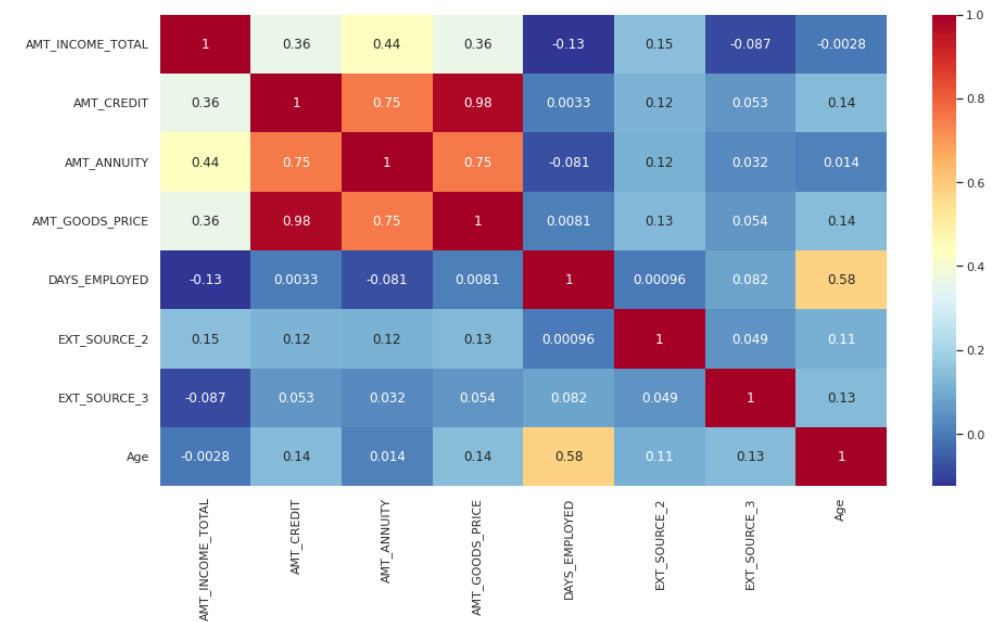 AMT_INCOME_TOTAL 1 0.36 0.44 0.36 -0.13 0.15 -0.087 -0.0028
AMT_CREDIT 0.36 1 0.75 0.98 0.0033 0.12 0.053 0.14
AMT_ANNUITY 0.44 0.75 1 0.75 -0.081 0.12 0.032 0.014
AMT_GOODS_PRICE 0.36 0.98 0.75 1 0.0081 0.13 0.054 0.14
DAYS_EMPLOYED -0.13 0.0033 -0.081 0.0081 1 0.00096 0.082 0.58
EXT_SOURCE_2 0.15 0.12 0.12 0.13 0.00096 1 0.049 0.11
EXT_SOURCE_3 -0.087 0.053 0.032 0.054 0.082 0.049 1 0.13
Age -0.0028 0.14 0.014 0.14 0.58 0.11 0.13 1
AMT_INCOME_TOTAL
AMT_CREDIT
AMT_ANNUITY
AMT_GOODS_PRICE
DAYS_EMPLOYED
EXT_SOURCE_2
EXT_SOURCE_3
Age
1.0
0.8
0.6
0.4
0.2
0.0